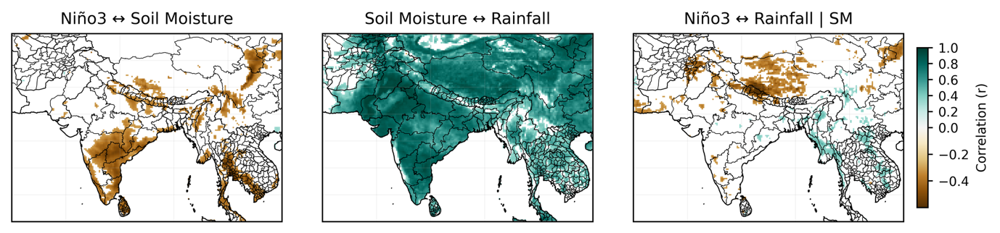 Niño3 ↔ Soil Moisture
Soil Moisture ↔ Rainfall
Niño3 ↔ Rainfall | SM
1.0
0.8
0.6
0.4
0.2
0.0
−0.2
−0.4
Correlation (r)